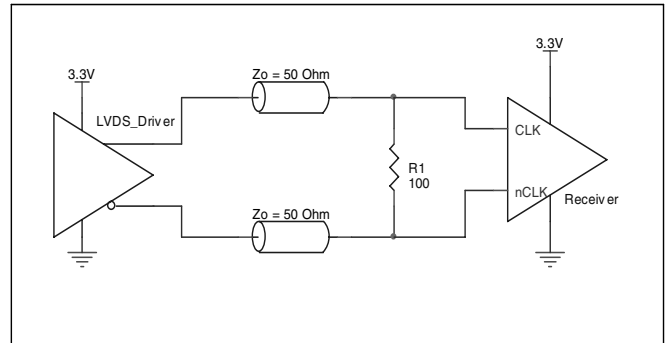 3.3V
3.3V
Zo = 50 Ohm
LVDS_Driver
CLK
R1
100
nCLK
Receiver
Zo = 50 Ohm